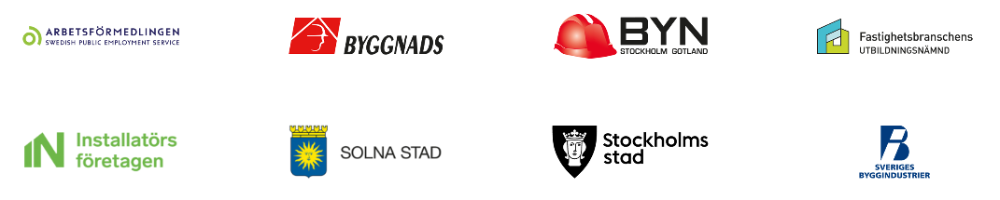 ARBETSFÖRMEDLINGEN
SWEDISH PUBLIC EMPLOYMENT SERVICE
BYGGNADS
BYN
STOCKHOLM GOTLAND
Fastighetsbranschens
UTBILDNINGSNÄMND
IN Installatörs
företagen
SOLNA STAD
Stockholms
stad
SVERIGES
BYGGINDUSTRIER